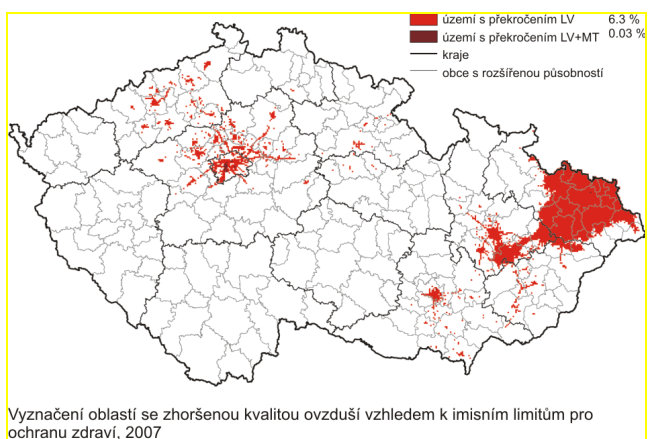 území s překročením LV 6.3 %
území s překročením LV+MT 0.03 %
kraje
obce s rozšířenou působností
Vyznačení oblastí se zhoršenou kvalitou ovzduší vzhledem k imisním limitům pro
ochranu zdraví, 2007